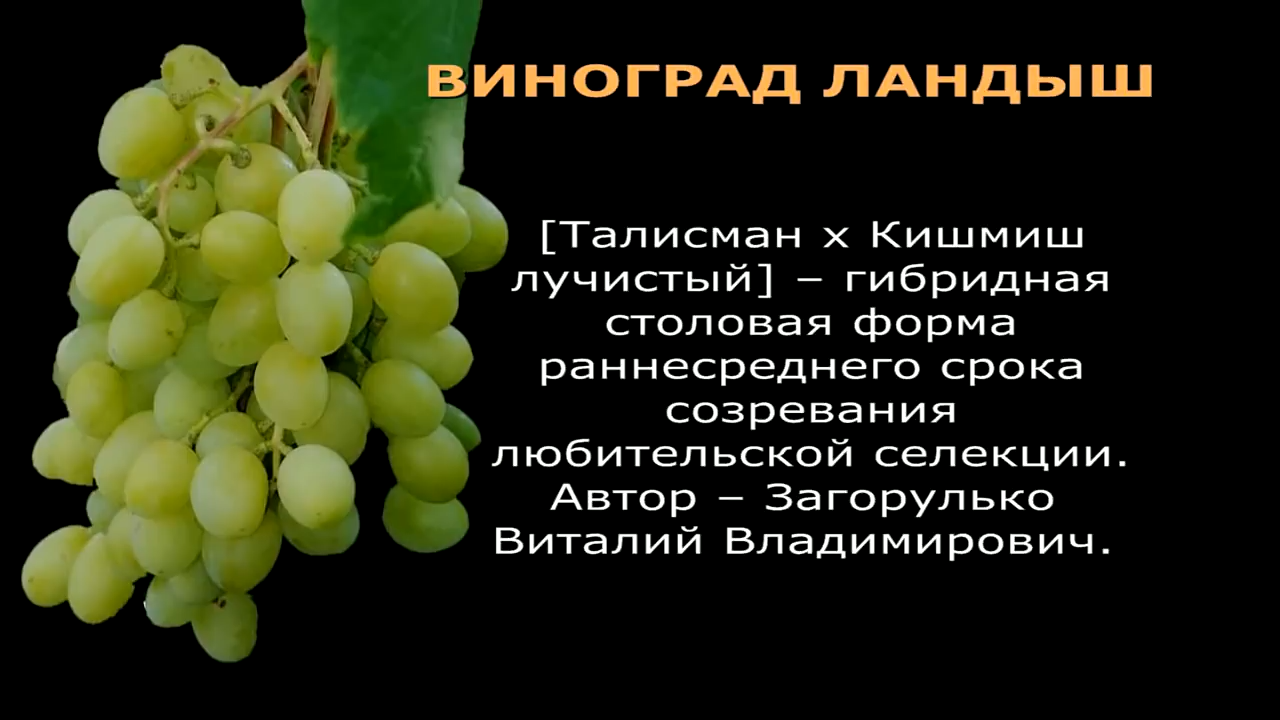 ВИНОГРАД ЛАНДЫШ
[Талисман х Кишмиш
лучистый] – гибридная
столовая форма
раннесреднего срока
созревания
любительской селекции.
Автор – Загорулько
Виталий Владимирович.